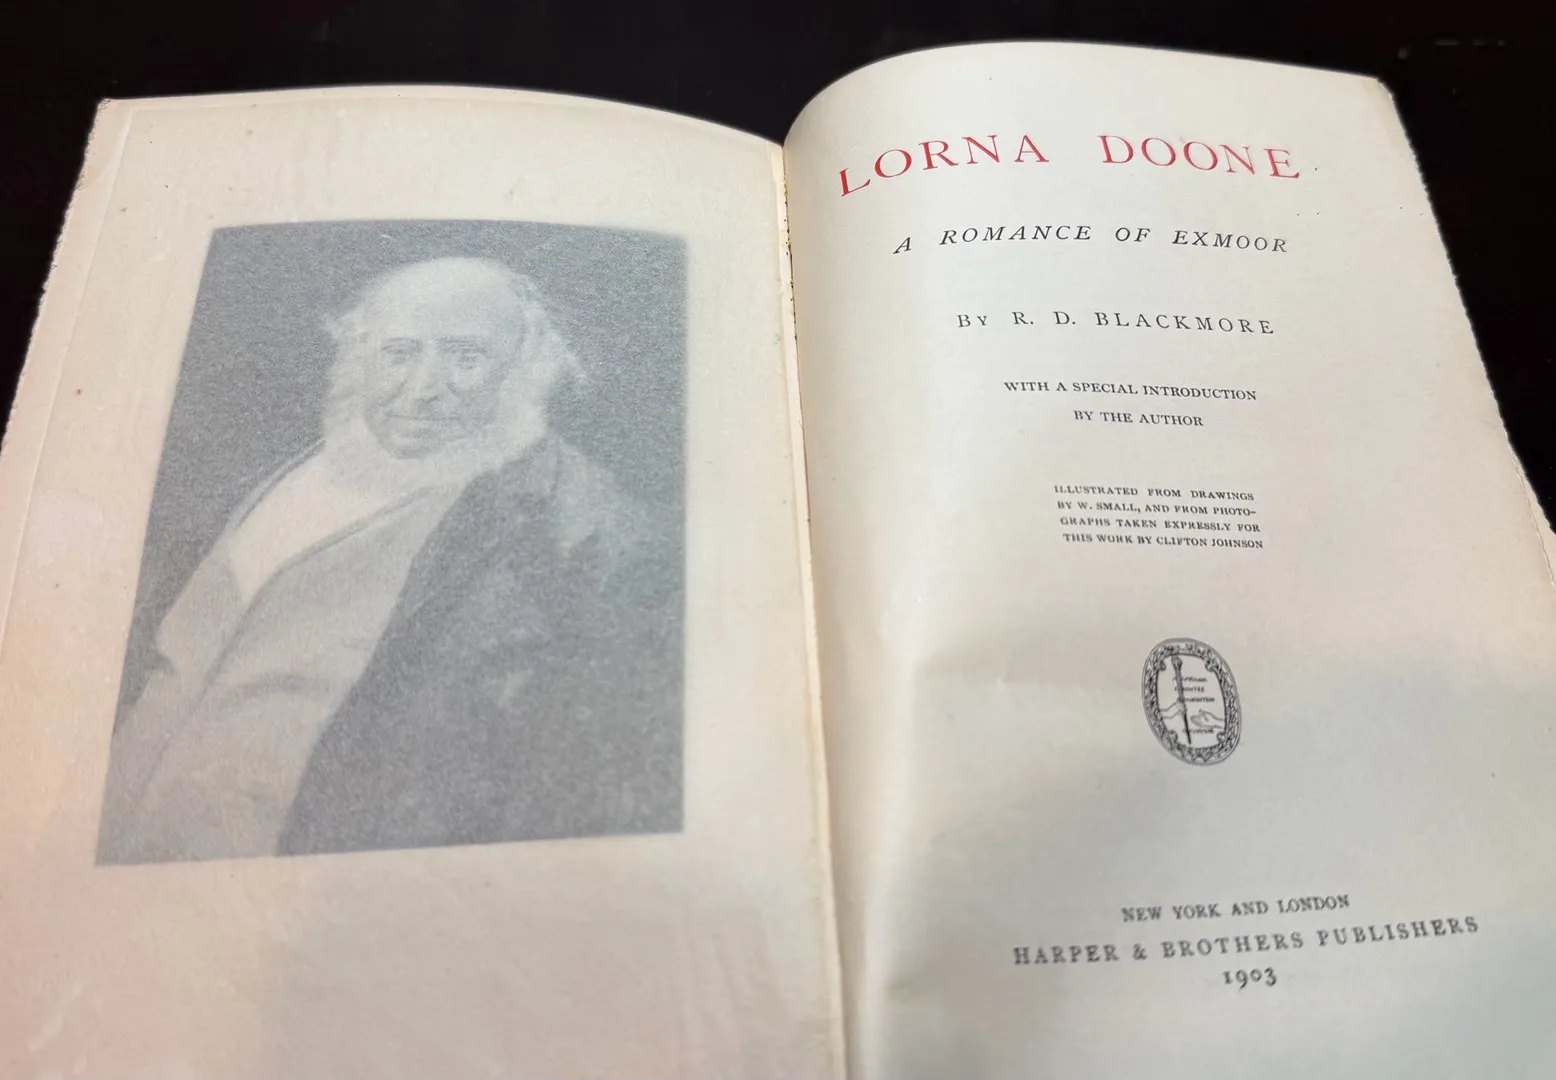 LORNA DOONE
A ROMANCE OF EXMOOR
BY R. D. BLACKMORE
WITH A SPECIAL INTRODUCTION
BY THE AUTHOR
ILLUSTRATED FROM DRAWINGS
BY W. SMALL, AND FROM PHOTO-
GRAPHS TAKEN EXPRESSLY FOR
THIS WORK BY CLIFTON JOHNSON
NEW YORK AND LONDON
HARPER & BROTHERS PUBLISHERS
1903